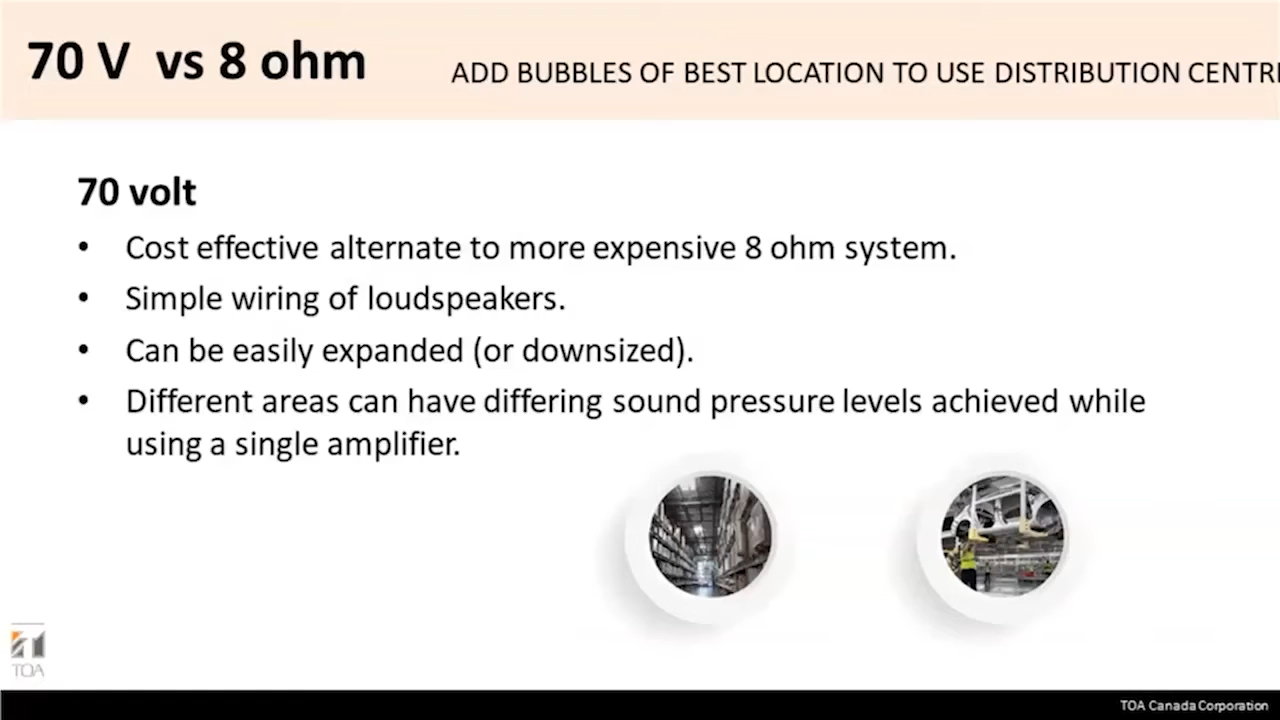 70 V vs 8 ohm
ADD BUBBLES OF BEST LOCATION TO USE DISTRIBUTION CENTR
70 volt
• Cost effective alternate to more expensive 8 ohm system.
• Simple wiring of loudspeakers.
• Can be easily expanded (or downsized).
• Different areas can have differing sound pressure levels achieved while
using a single amplifier.
TOA
TOA Canada Corporation